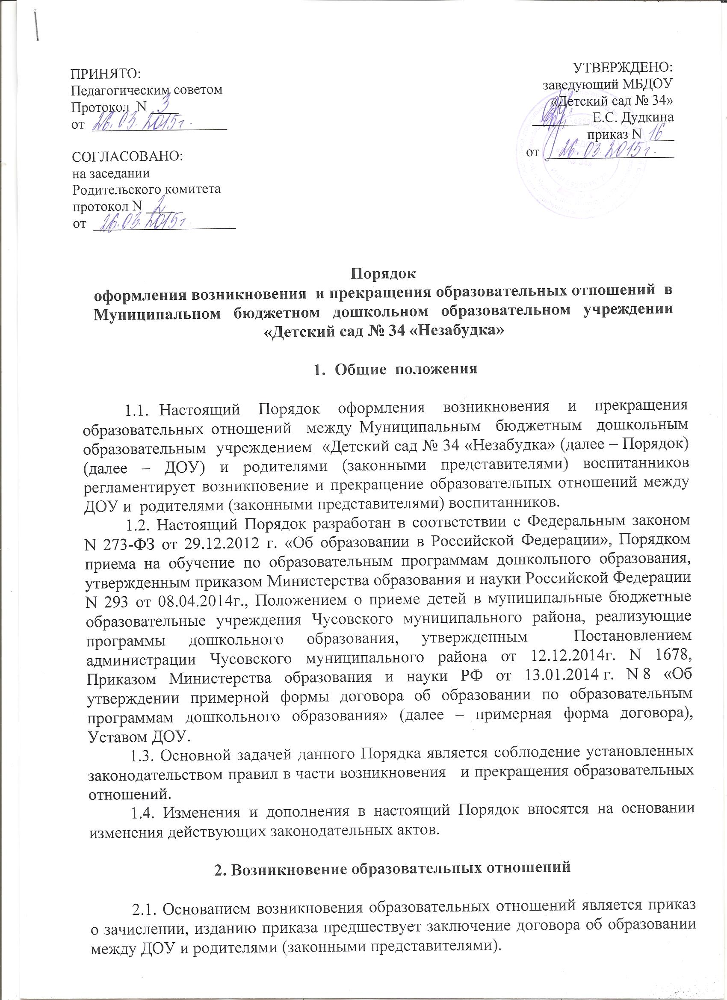 ПРИНЯТО:
Педагогическим советом
Протокол N 3
от 26.03.2015г.
СОГЛАСОВАНО:
на заседании
Родительского комитета
протокол N 2
от 26.03.2015г.
УТВЕРЖДЕНО:
заведующий МБДОУ
«Детский сад № 34»
Е.С. Дудкина
приказ N 16
от 26.03.2015г.
Порядок
оформления возникновения и прекращения образовательных отношений в
Муниципальном бюджетном дошкольном образовательном учреждении
«Детский сад № 34 «Незабудка»
1. Общие положения
1.1. Настоящий Порядок оформления возникновения и прекращения
образовательных отношений между Муниципальным бюджетным дошкольным
образовательным учреждением «Детский сад № 34 «Незабудка» (далее – Порядок)
(далее – ДОУ) и родителями (законными представителями) воспитанников
регламентирует возникновение и прекращение образовательных отношений между
ДОУ и родителями (законными представителями) воспитанников.
1.2. Настоящий Порядок разработан в соответствии с Федеральным законом
N 273-ФЗ от 29.12.2012 г. «Об образовании в Российской Федерации», Порядком
приема на обучение по образовательным программам дошкольного образования,
утвержденным приказом Министерства образования и науки Российской Федерации
N 293 от 08.04.2014г., Положением о приеме детей в муниципальные бюджетные
образовательные учреждения Чусовского муниципального района, реализующие
программы дошкольного образования, утвержденным Постановлением
администрации Чусовского муниципального района от 12.12.2014г. N 1678,
Приказом Министерства образования и науки РФ от 13.01.2014 г. N 8 «Об
утверждении примерной формы договора об образовании по образовательным
программам дошкольного образования» (далее – примерная форма договора),
Уставом ДОУ.
1.3. Основной задачей данного Порядка является соблюдение установленных
законодательством правил в части возникновения и прекращения образовательных
отношений.
1.4. Изменения и дополнения в настоящий Порядок вносятся на основании
изменения действующих законодательных актов.
2. Возникновение образовательных отношений
2.1. Основанием возникновения образовательных отношений является приказ
о зачислении, изданию приказа предшествует заключение договора об образовании
между ДОУ и родителями (законными представителями).